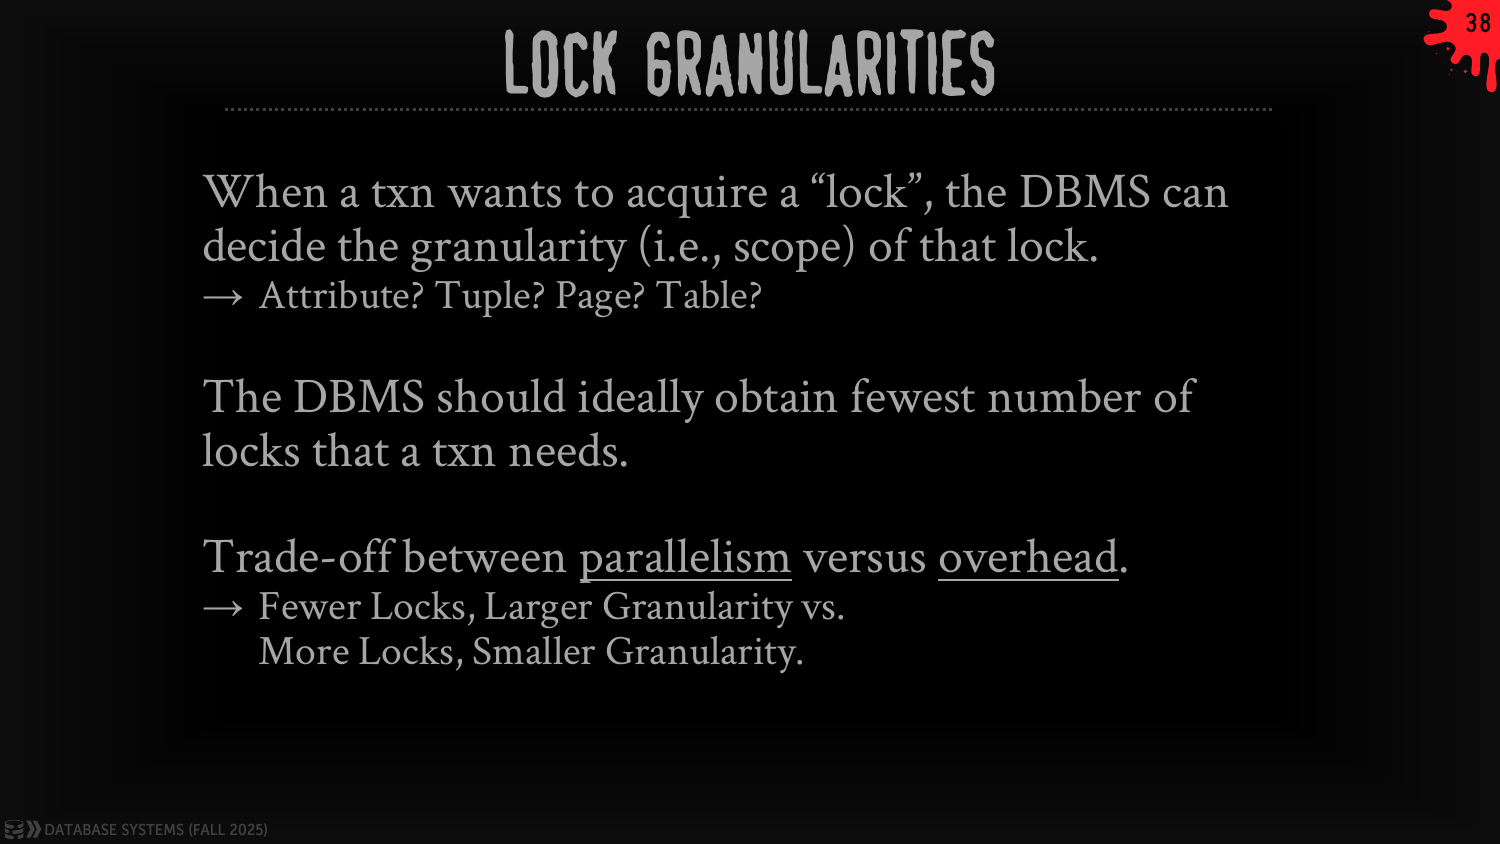 38
LOCK GRANULARITIES
When a txn wants to acquire a “lock”, the DBMS can
decide the granularity (i.e., scope) of that lock.
→ Attribute? Tuple? Page? Table?
The DBMS should ideally obtain fewest number of
locks that a txn needs.
Trade-off between parallelism versus overhead.
→ Fewer Locks, Larger Granularity vs.
More Locks, Smaller Granularity.
DATABASE SYSTEMS (FALL 2025)